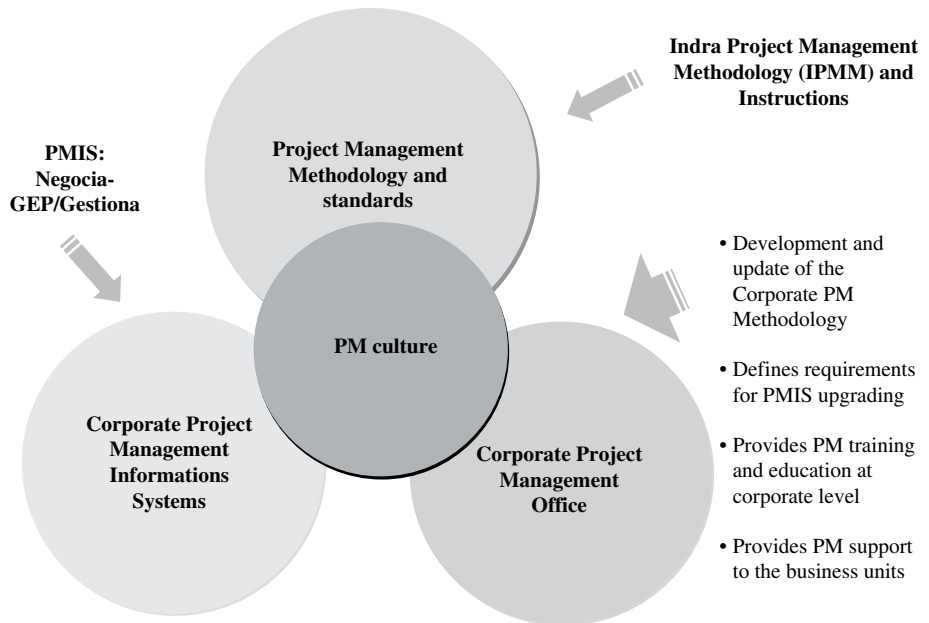 Indra Project Management
Methodology (IPMM) and
Instructions
PMIS:
Negocia-
GEP/Gestiona
Project Management
Methodology and
standards
PM culture
Corporate Project
Management
Informations
Systems
Corporate Project
Management
Office
• Development and
update of the
Corporate PM
Methodology
• Defines requirements
for PMIS upgrading
• Provides PM training
and education at
corporate level
• Provides PM support
to the business units